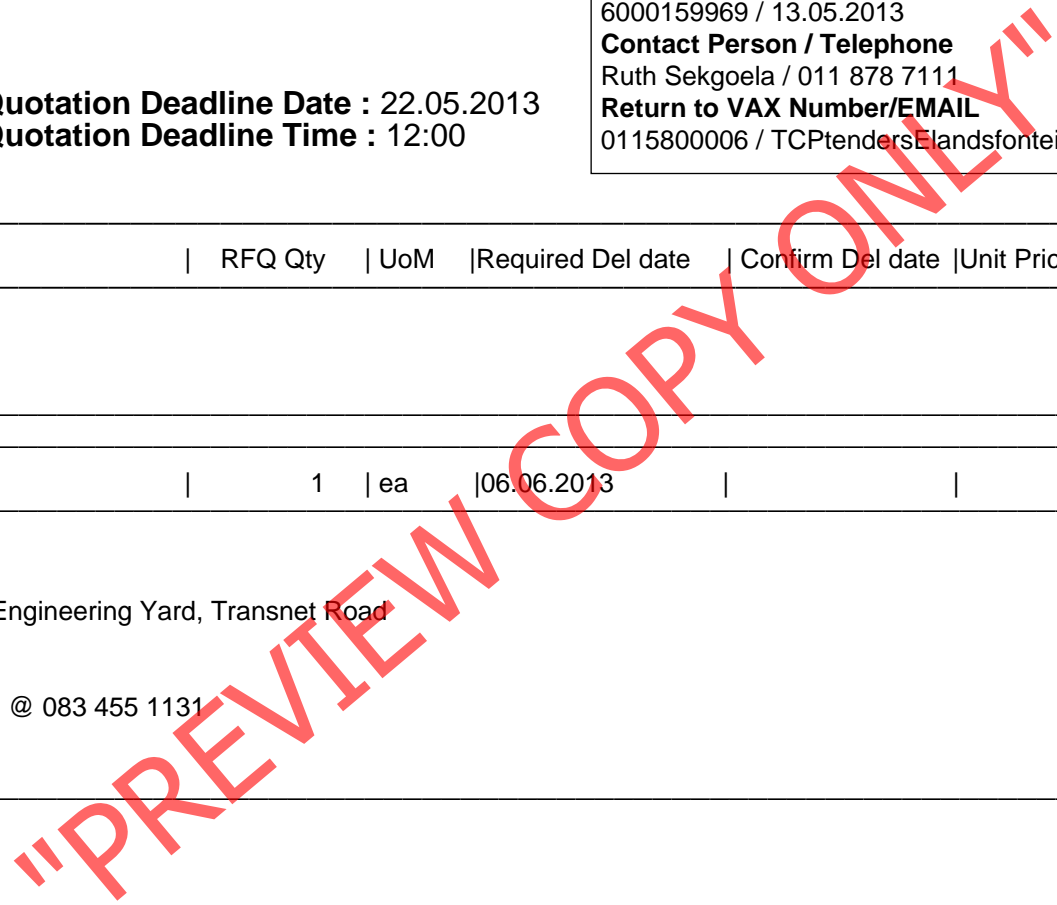 6000159969 / 13.05.2013
Contact Person / Telephone
Ruth Sekgoela / 011 878 7111
Quotation Deadline Date : 22.05.2013
Return to VAX Number/EMAIL
Quotation Deadline Time : 12:00
0115800006 / TCPtendersElandsfontei
| RFQ Qty | UoM |Required Del date | Confirm Del date |Unit Pric
| 1 | ea |06.06.2013 | |
Engineering Yard, Transnet Road
@ 083 455 1131
"PREVIEW COPY ONLY"